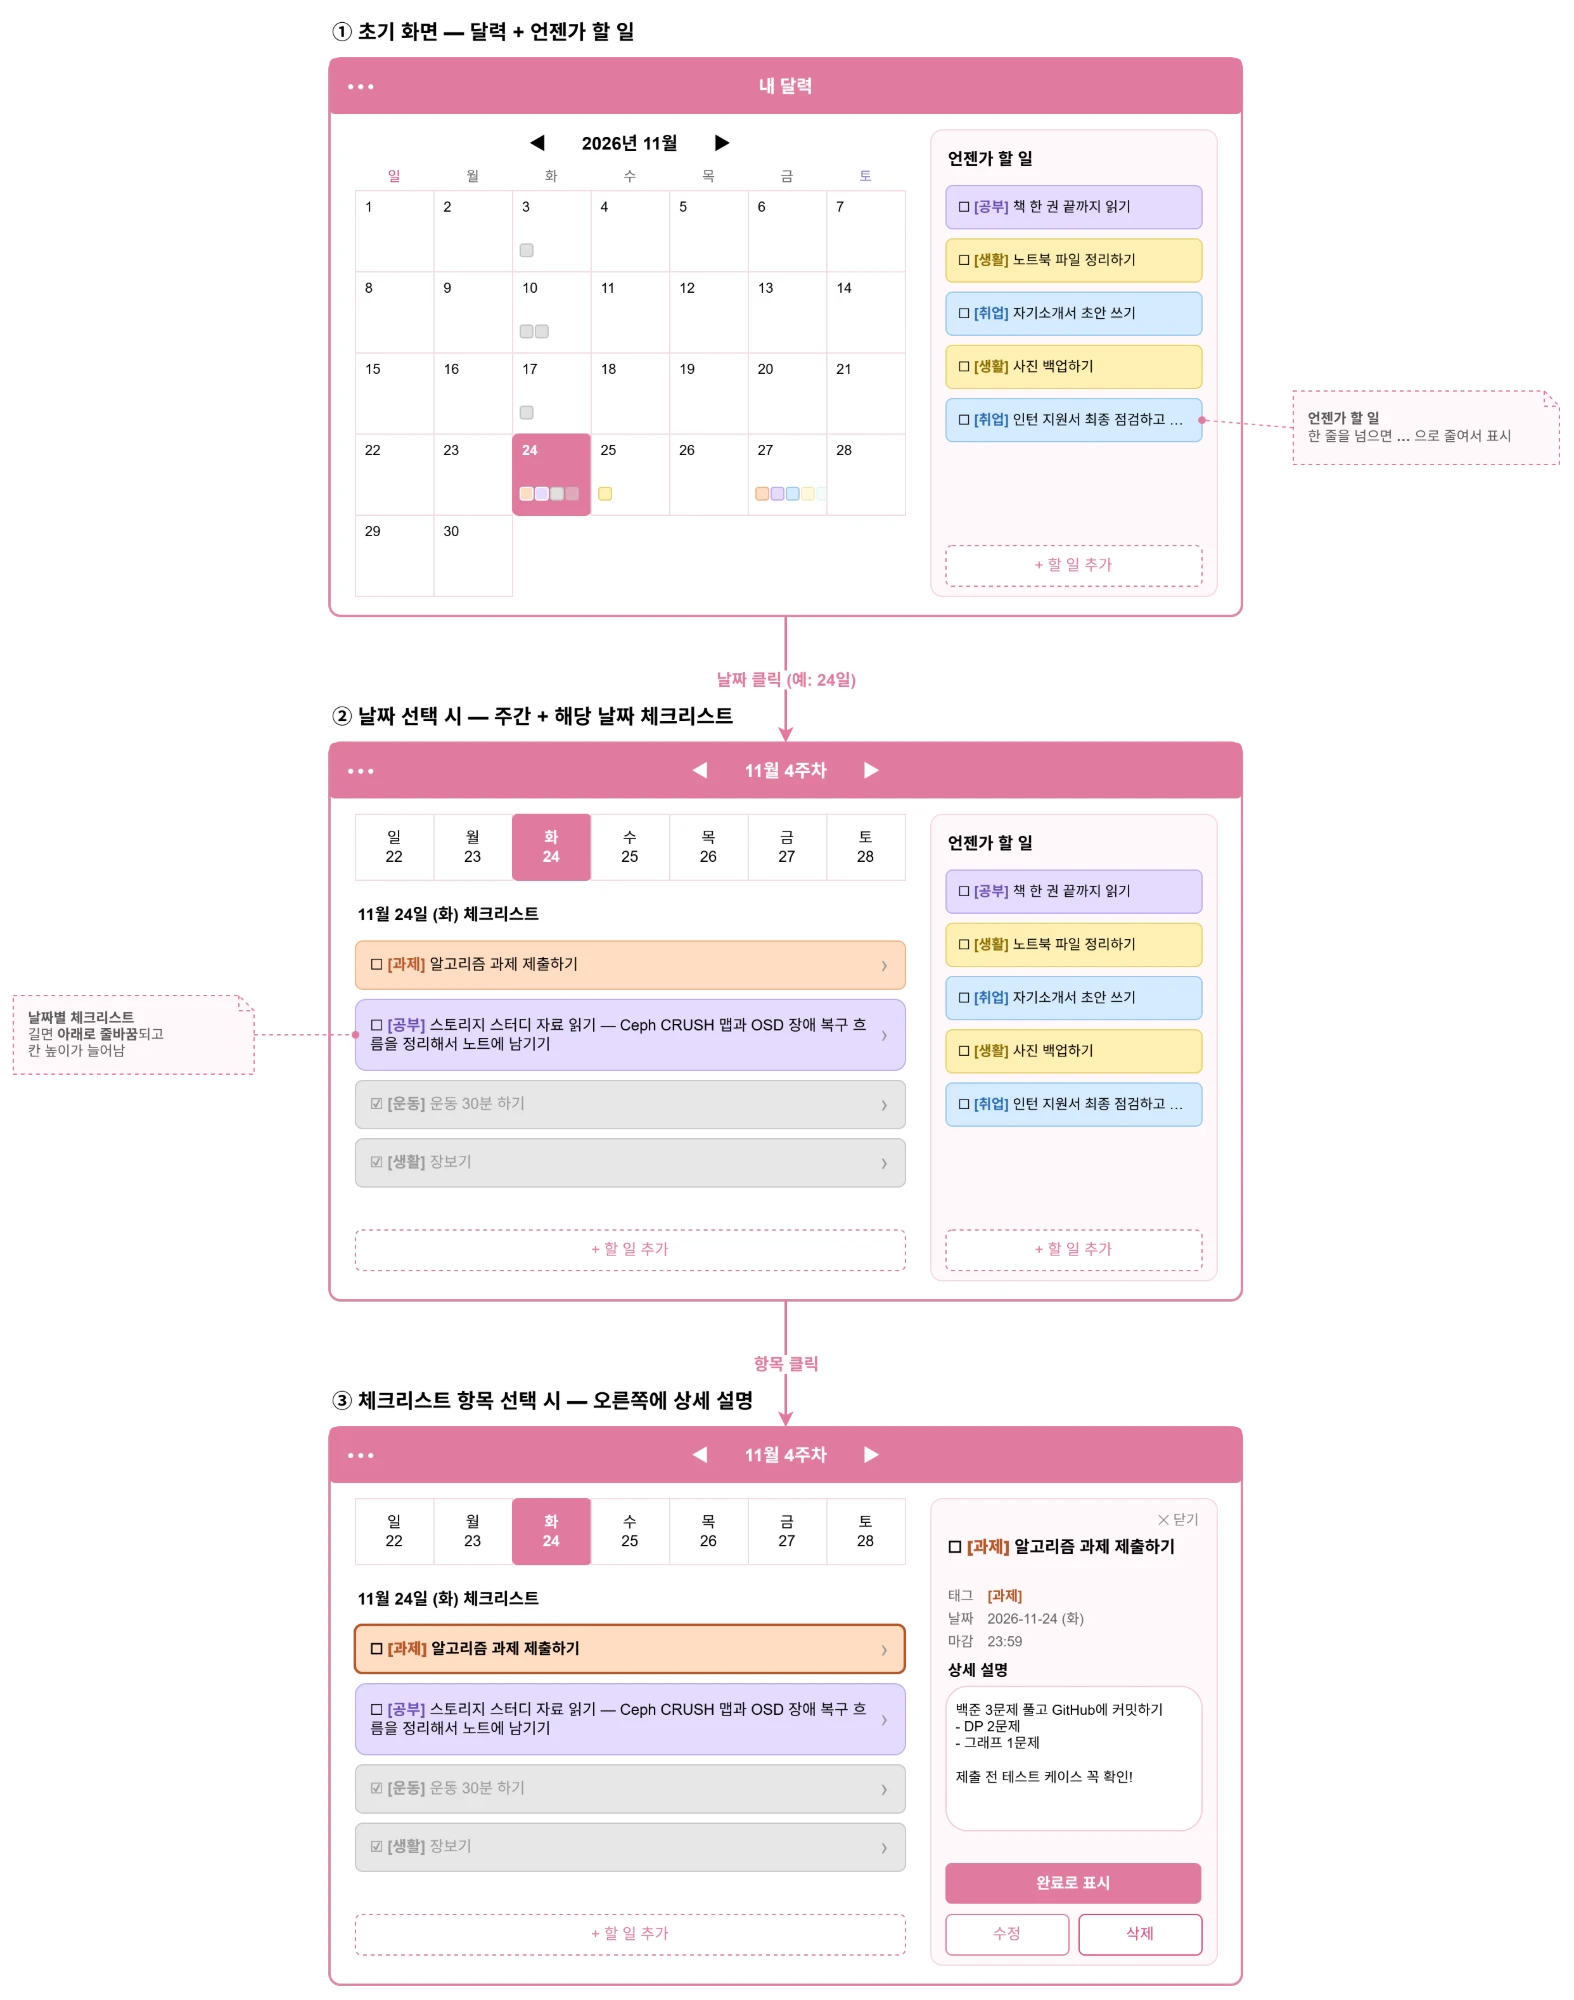 ① 초기 화면 — 달력 + 언젠가 할 일
내 달력
◀ 2026년 11월 ▶
일 월 화 수 목 금 토
1 2 3 4 5 6 7
8 9 10 11 12 13 14
15 16 17 18 19 20 21
22 23 24 25 26 27 28
29 30
언젠가 할 일
☐ [공부] 책 한 권 끝까지 읽기
☐ [생활] 노트북 파일 정리하기
☐ [취업] 자기소개서 초안 쓰기
☐ [생활] 사진 백업하기
☐ [취업] 인턴 지원서 최종 점검하고 …
+ 할 일 추가
언젠가 할 일
한 줄을 넘으면 … 으로 줄여서 표시
날짜 클릭 (예: 24일)
② 날짜 선택 시 — 주간 + 해당 날짜 체크리스트
◀ 11월 4주차 ▶
일 월 화 수 목 금 토
22 23 24 25 26 27 28
11월 24일 (화) 체크리스트
☐ [과제] 알고리즘 과제 제출하기 ›
☐ [공부] 스토리지 스터디 자료 읽기 — Ceph CRUSH 맵과 OSD 장애 복구 흐
름을 정리해서 노트에 남기기 ›
☑ [운동] 운동 30분 하기 ›
☑ [생활] 장보기 ›
+ 할 일 추가
언젠가 할 일
☐ [공부] 책 한 권 끝까지 읽기
☐ [생활] 노트북 파일 정리하기
☐ [취업] 자기소개서 초안 쓰기
☐ [생활] 사진 백업하기
☐ [취업] 인턴 지원서 최종 점검하고 …
+ 할 일 추가
날짜별 체크리스트
길면 아래로 줄바꿈되고
칸 높이가 늘어남
항목 클릭
③ 체크리스트 항목 선택 시 — 오른쪽에 상세 설명
◀ 11월 4주차 ▶
일 월 화 수 목 금 토
22 23 24 25 26 27 28
11월 24일 (화) 체크리스트
☐ [과제] 알고리즘 과제 제출하기 ›
☐ [공부] 스토리지 스터디 자료 읽기 — Ceph CRUSH 맵과 OSD 장애 복구 흐
름을 정리해서 노트에 남기기 ›
☑ [운동] 운동 30분 하기 ›
☑ [생활] 장보기 ›
+ 할 일 추가
✕ 닫기
☐ [과제] 알고리즘 과제 제출하기
태그 [과제]
날짜 2026-11-24 (화)
마감 23:59
상세 설명
백준 3문제 풀고 GitHub에 커밋하기
- DP 2문제
- 그래프 1문제
제출 전 테스트 케이스 꼭 확인!
완료로 표시
수정 삭제